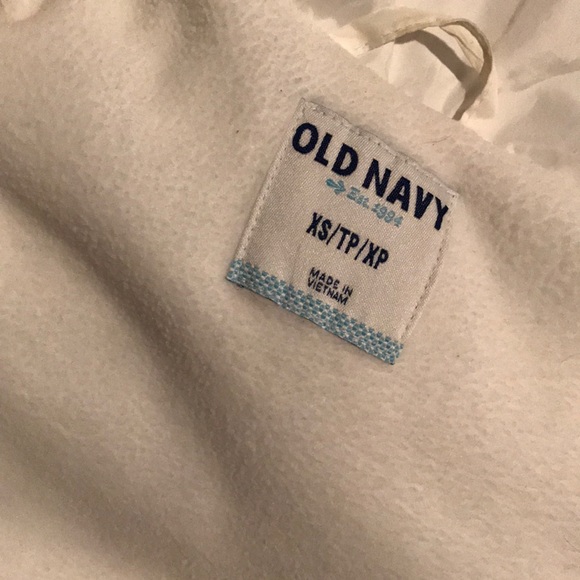 OLD NAVY
Est. 1994
XS/TP/XP
MADE IN
VIETNAM